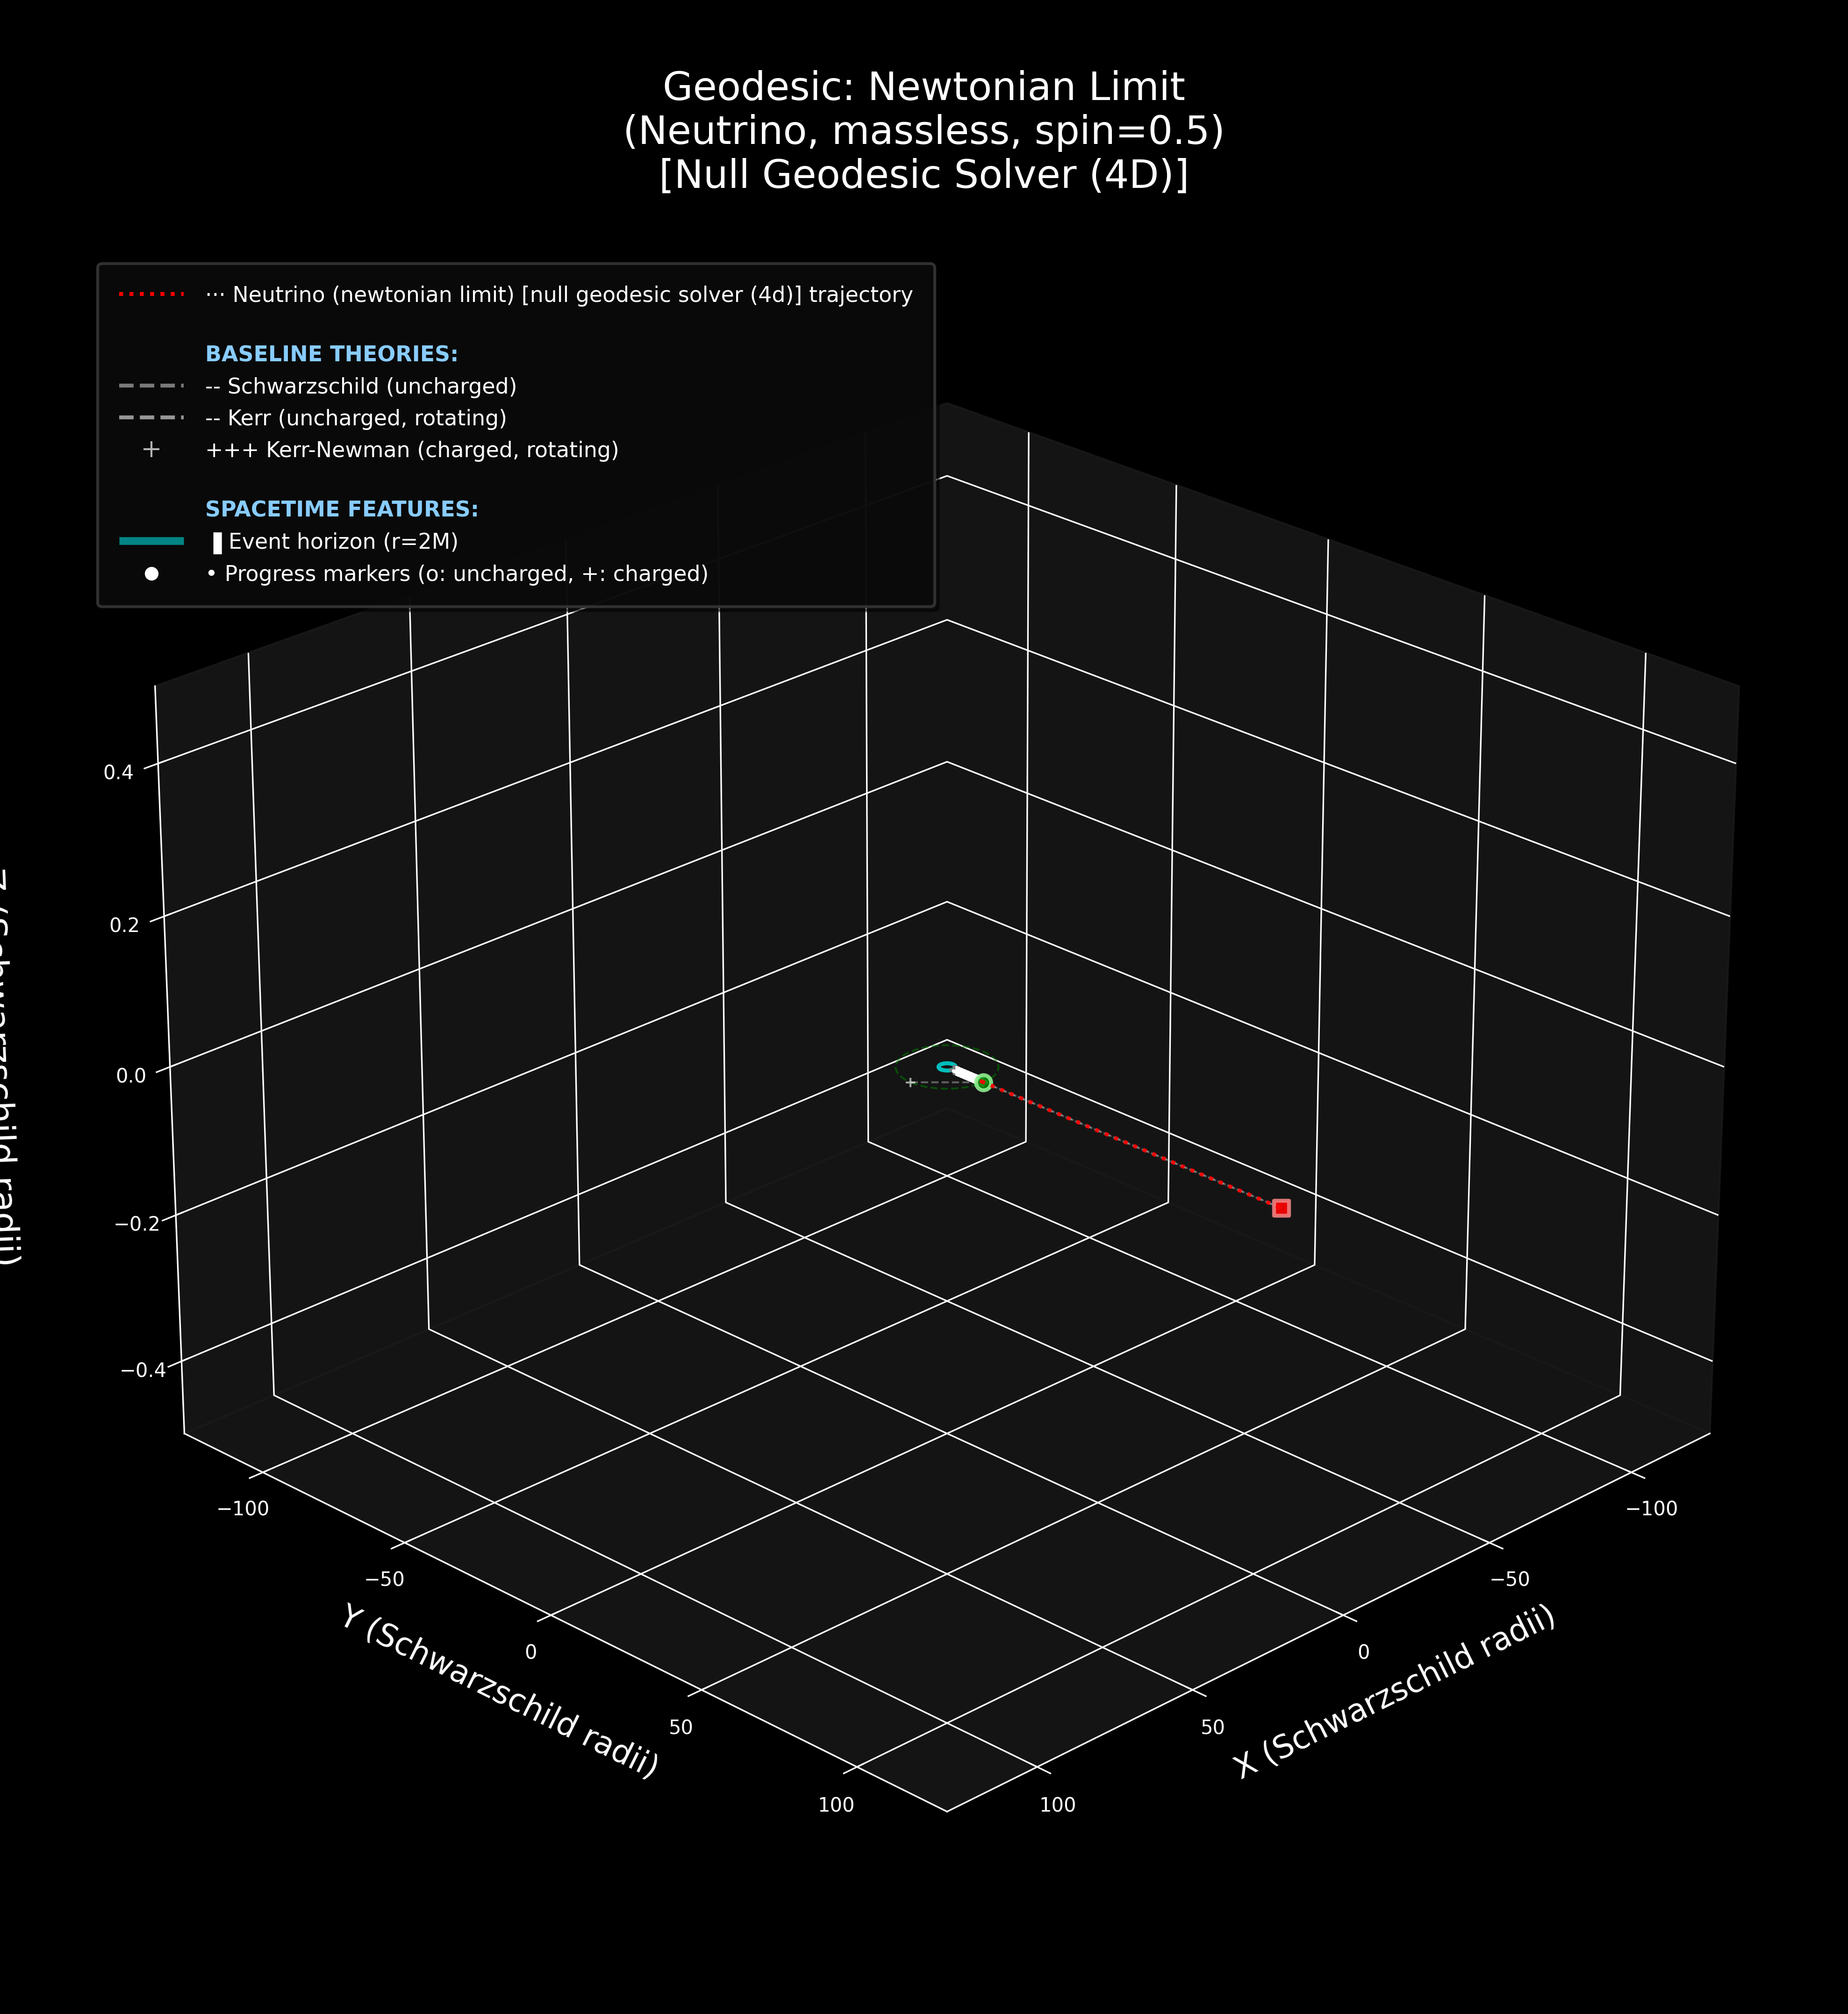 Geodesic: Newtonian Limit
(Neutrino, massless, spin=0.5)
[Null Geodesic Solver (4D)]
··· Neutrino (newtonian limit) [null geodesic solver (4d)] trajectory
BASELINE THEORIES:
-- Schwarzschild (uncharged)
-- Kerr (uncharged, rotating)
+++ Kerr-Newman (charged, rotating)
SPACETIME FEATURES:
▐ Event horizon (r=2M)
• Progress markers (o: uncharged, +: charged)
0.4
0.2
0.0
−0.2
−0.4
Z (Schwarzschild radii)
−100
−50
0
50
100
Y (Schwarzschild radii)
−100
−50
0
50
100
X (Schwarzschild radii)